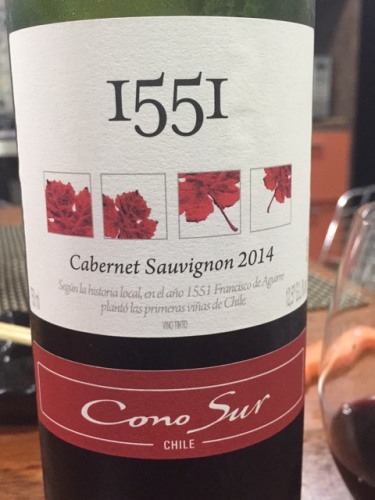 1551
Cabernet Sauvignon 2014
Según la historia local, en el año 1551 Francisco de Aguirre
plantó las primeras viñas de Chile.
VINO TINTO
Cono Sur
CHILE